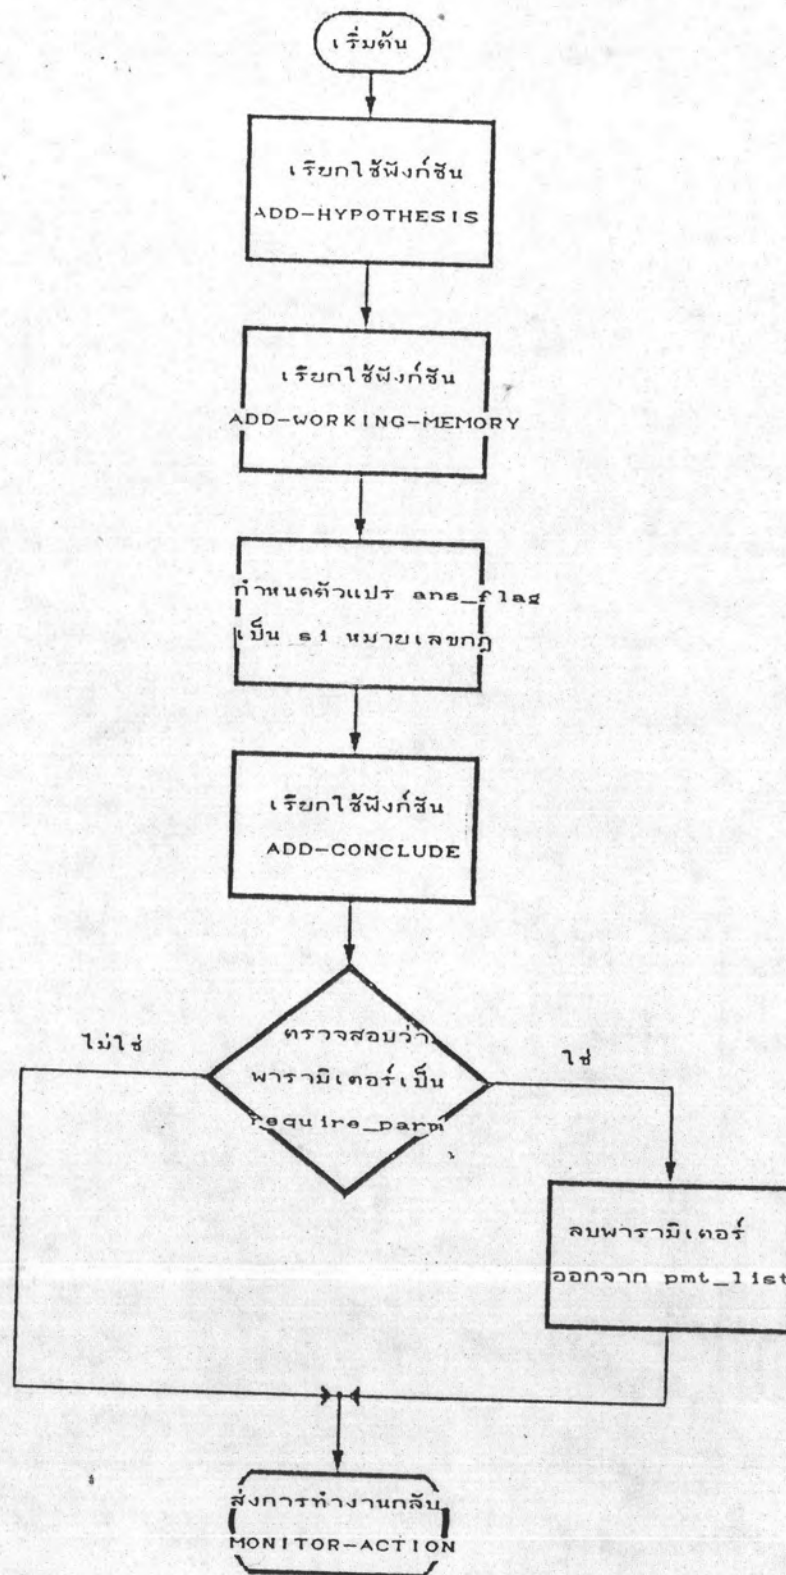 เริ่มต้น
เรียกใช้ฟังก์ชัน
ADD-HYPOTHESIS
เรียกใช้ฟังก์ชัน
ADD-WORKING-MEMORY
กำหนดตัวแปร ans_flag
เป็น s1 หมายเลขกฎ
เรียกใช้ฟังก์ชัน
ADD-CONCLUDE
ตรวจสอบว่า
พารามิเตอร์เป็น
require_parm
ไม่ใช่
ใช่
ลบพารามิเตอร์
ออกจาก pmt_list
ส่งการทำงานกลับ
MONITOR-ACTION